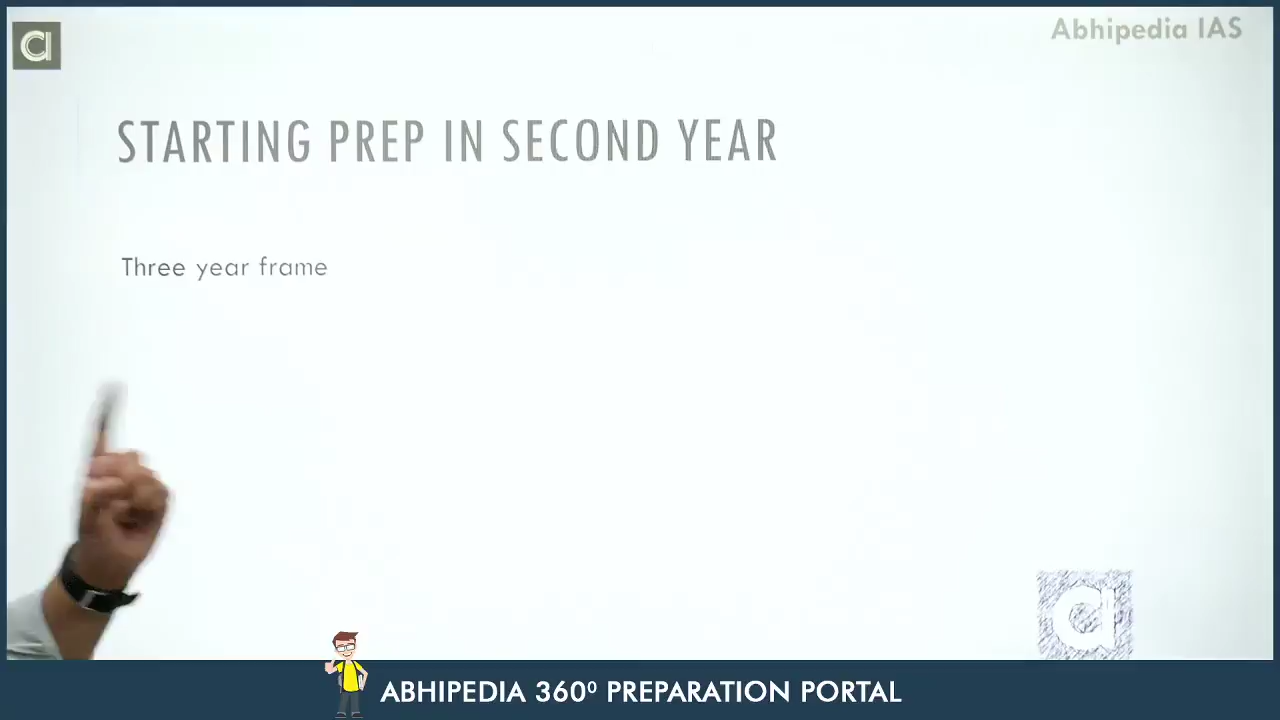 a
Abhipedia IAS
STARTING PREP IN SECOND YEAR
Three year frame
a
ABHIPEDIA 360⁰ PREPARATION PORTAL